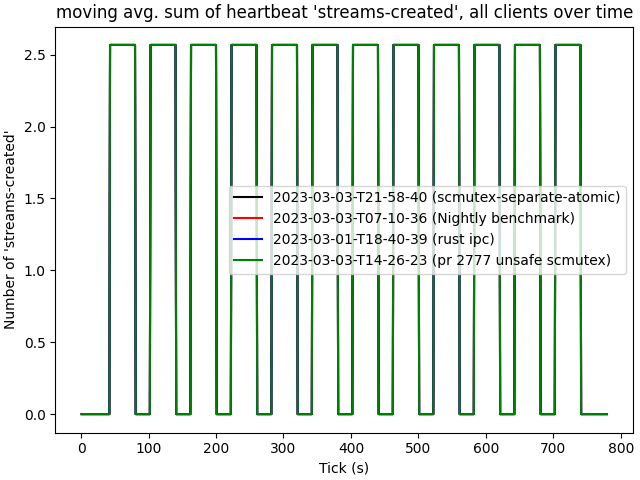 moving avg. sum of heartbeat 'streams-created', all clients over time
Number of 'streams-created'
2.5
2.0
1.5
1.0
0.5
0.0
2023-03-03-T21-58-40 (scmutex-separate-atomic)
2023-03-03-T07-10-36 (Nightly benchmark)
2023-03-01-T18-40-39 (rust ipc)
2023-03-03-T14-26-23 (pr 2777 unsafe scmutex)
0 100 200 300 400 500 600 700 800
Tick (s)